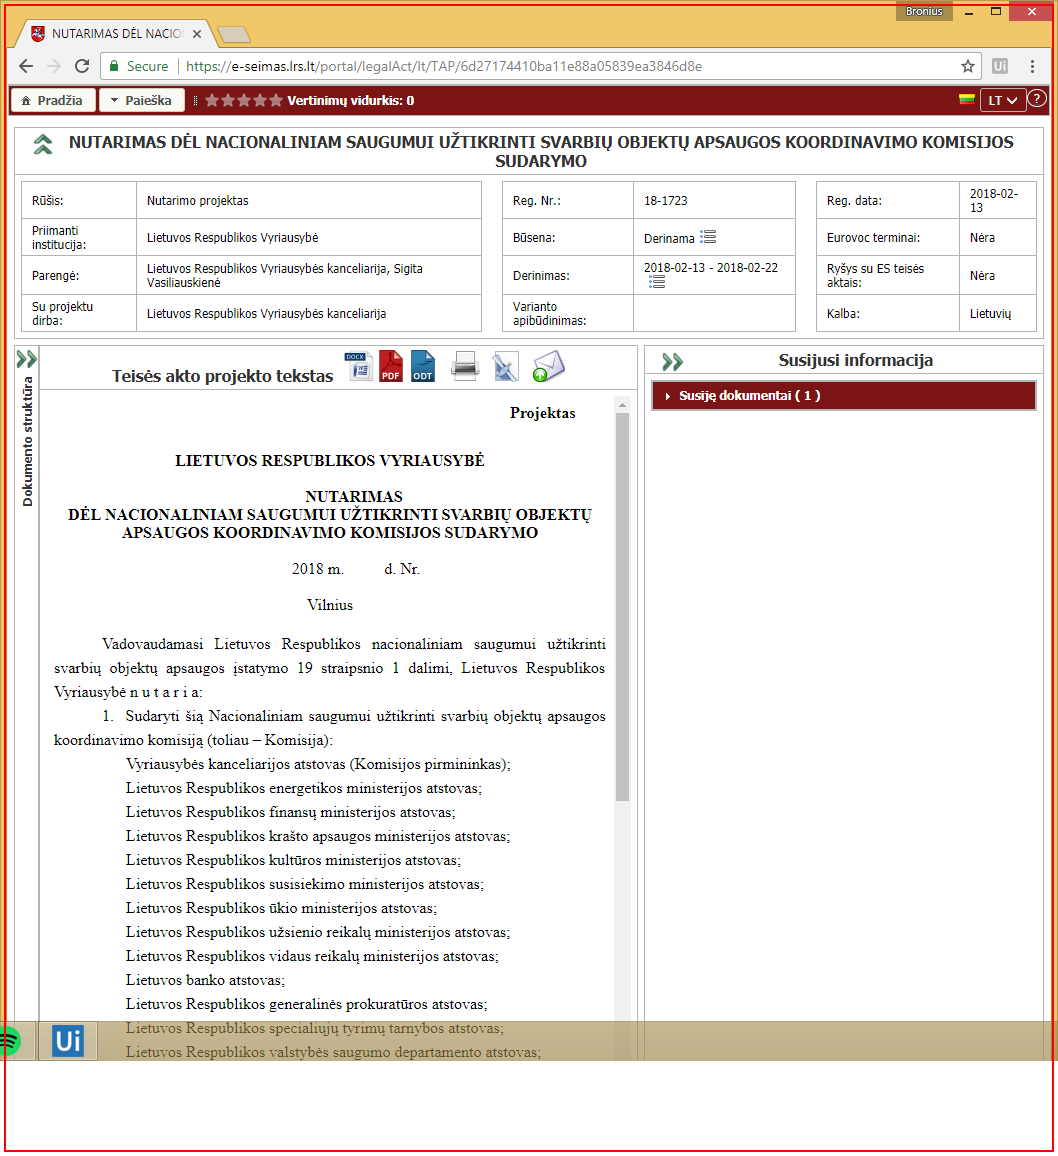 Bronius
NUTARIMAS DĖL NACIO
Secure https://e-seimas.lrs.lt/portal/legalAct/lt/TAP/6d27174410ba11e88a05839ea3846d8e
Pradžia Paieška Vertinimų vidurkis: 0 LT ?
NUTARIMAS DĖL NACIONALINIAM SAUGUMUI UŽTIKRINTI SVARBIŲ OBJEKTŲ APSAUGOS KOORDINAVIMO KOMISIJOS
SUDARYMO
Rūšis: Nutarimo projektas
Priimanti
institucija: Lietuvos Respublikos Vyriausybė
Parengė: Lietuvos Respublikos Vyriausybės kanceliarija, Sigita
Vasiliauskienė
Su projektu
dirba: Lietuvos Respublikos Vyriausybės kanceliarija
Reg. Nr.: 18-1723
Būsena: Derinama
Derinimas: 2018-02-13 - 2018-02-22
Varianto
apibūdinimas:
Reg. data: 2018-02-
13
Eurovoc terminai: Nėra
Ryšys su ES teisės
aktais: Nėra
Kalba: Lietuvių
Dokumento struktūra
Teisės akto projekto tekstas
DOCX W PDF ODT
Susijusi informacija
Susiję dokumentai ( 1 )
Projektas
LIETUVOS RESPUBLIKOS VYRIAUSYBĖ
NUTARIMAS
DĖL NACIONALINIAM SAUGUMUI UŽTIKRINTI SVARBIŲ OBJEKTŲ
APSAUGOS KOORDINAVIMO KOMISIJOS SUDARYMO
2018 m. d. Nr.
Vilnius
Vadovaudamasi Lietuvos Respublikos nacionaliniam saugumui užtikrinti
svarbių objektų apsaugos įstatymo 19 straipsnio 1 dalimi, Lietuvos Respublikos
Vyriausybė n u t a r i a:
1. Sudaryti šią Nacionaliniam saugumui užtikrinti svarbių objektų apsaugos
koordinavimo komisiją (toliau – Komisija):
Vyriausybės kanceliarijos atstovas (Komisijos pirmininkas);
Lietuvos Respublikos energetikos ministerijos atstovas;
Lietuvos Respublikos finansų ministerijos atstovas;
Lietuvos Respublikos krašto apsaugos ministerijos atstovas;
Lietuvos Respublikos kultūros ministerijos atstovas;
Lietuvos Respublikos susisiekimo ministerijos atstovas;
Lietuvos Respublikos ūkio ministerijos atstovas;
Lietuvos Respublikos užsienio reikalų ministerijos atstovas;
Lietuvos Respublikos vidaus reikalų ministerijos atstovas;
Lietuvos banko atstovas;
Lietuvos Respublikos generalinės prokuratūros atstovas;
Lietuvos Respublikos specialiųjų tyrimų tarnybos atstovas;
Lietuvos Respublikos valstybės saugumo departamento atstovas;
Ui